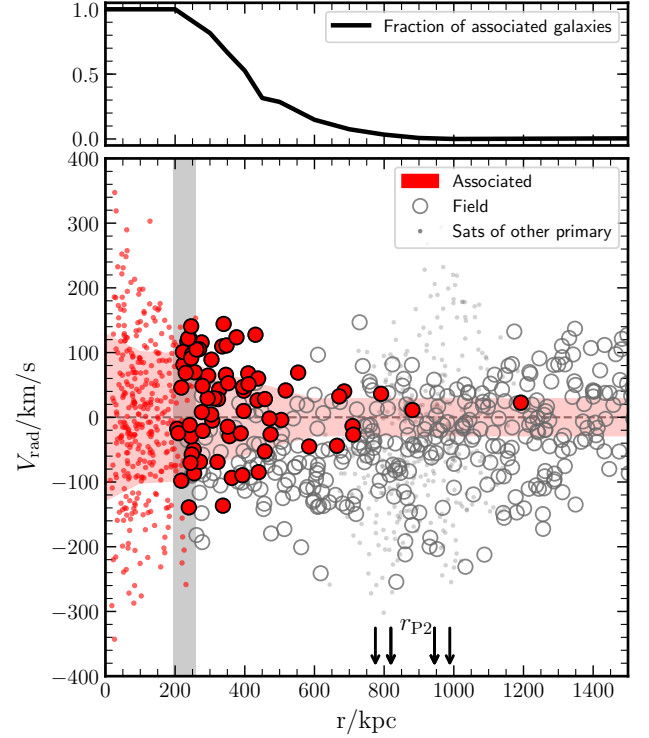 1.0
0.5
0.0
Fraction of associated galaxies
400
300
200
100
0
−100
−200
−300
−400
V_rad/km/s
Associated
Field
Sats of other primary
r_P2
0 200 400 600 800 1000 1200 1400
r/kpc